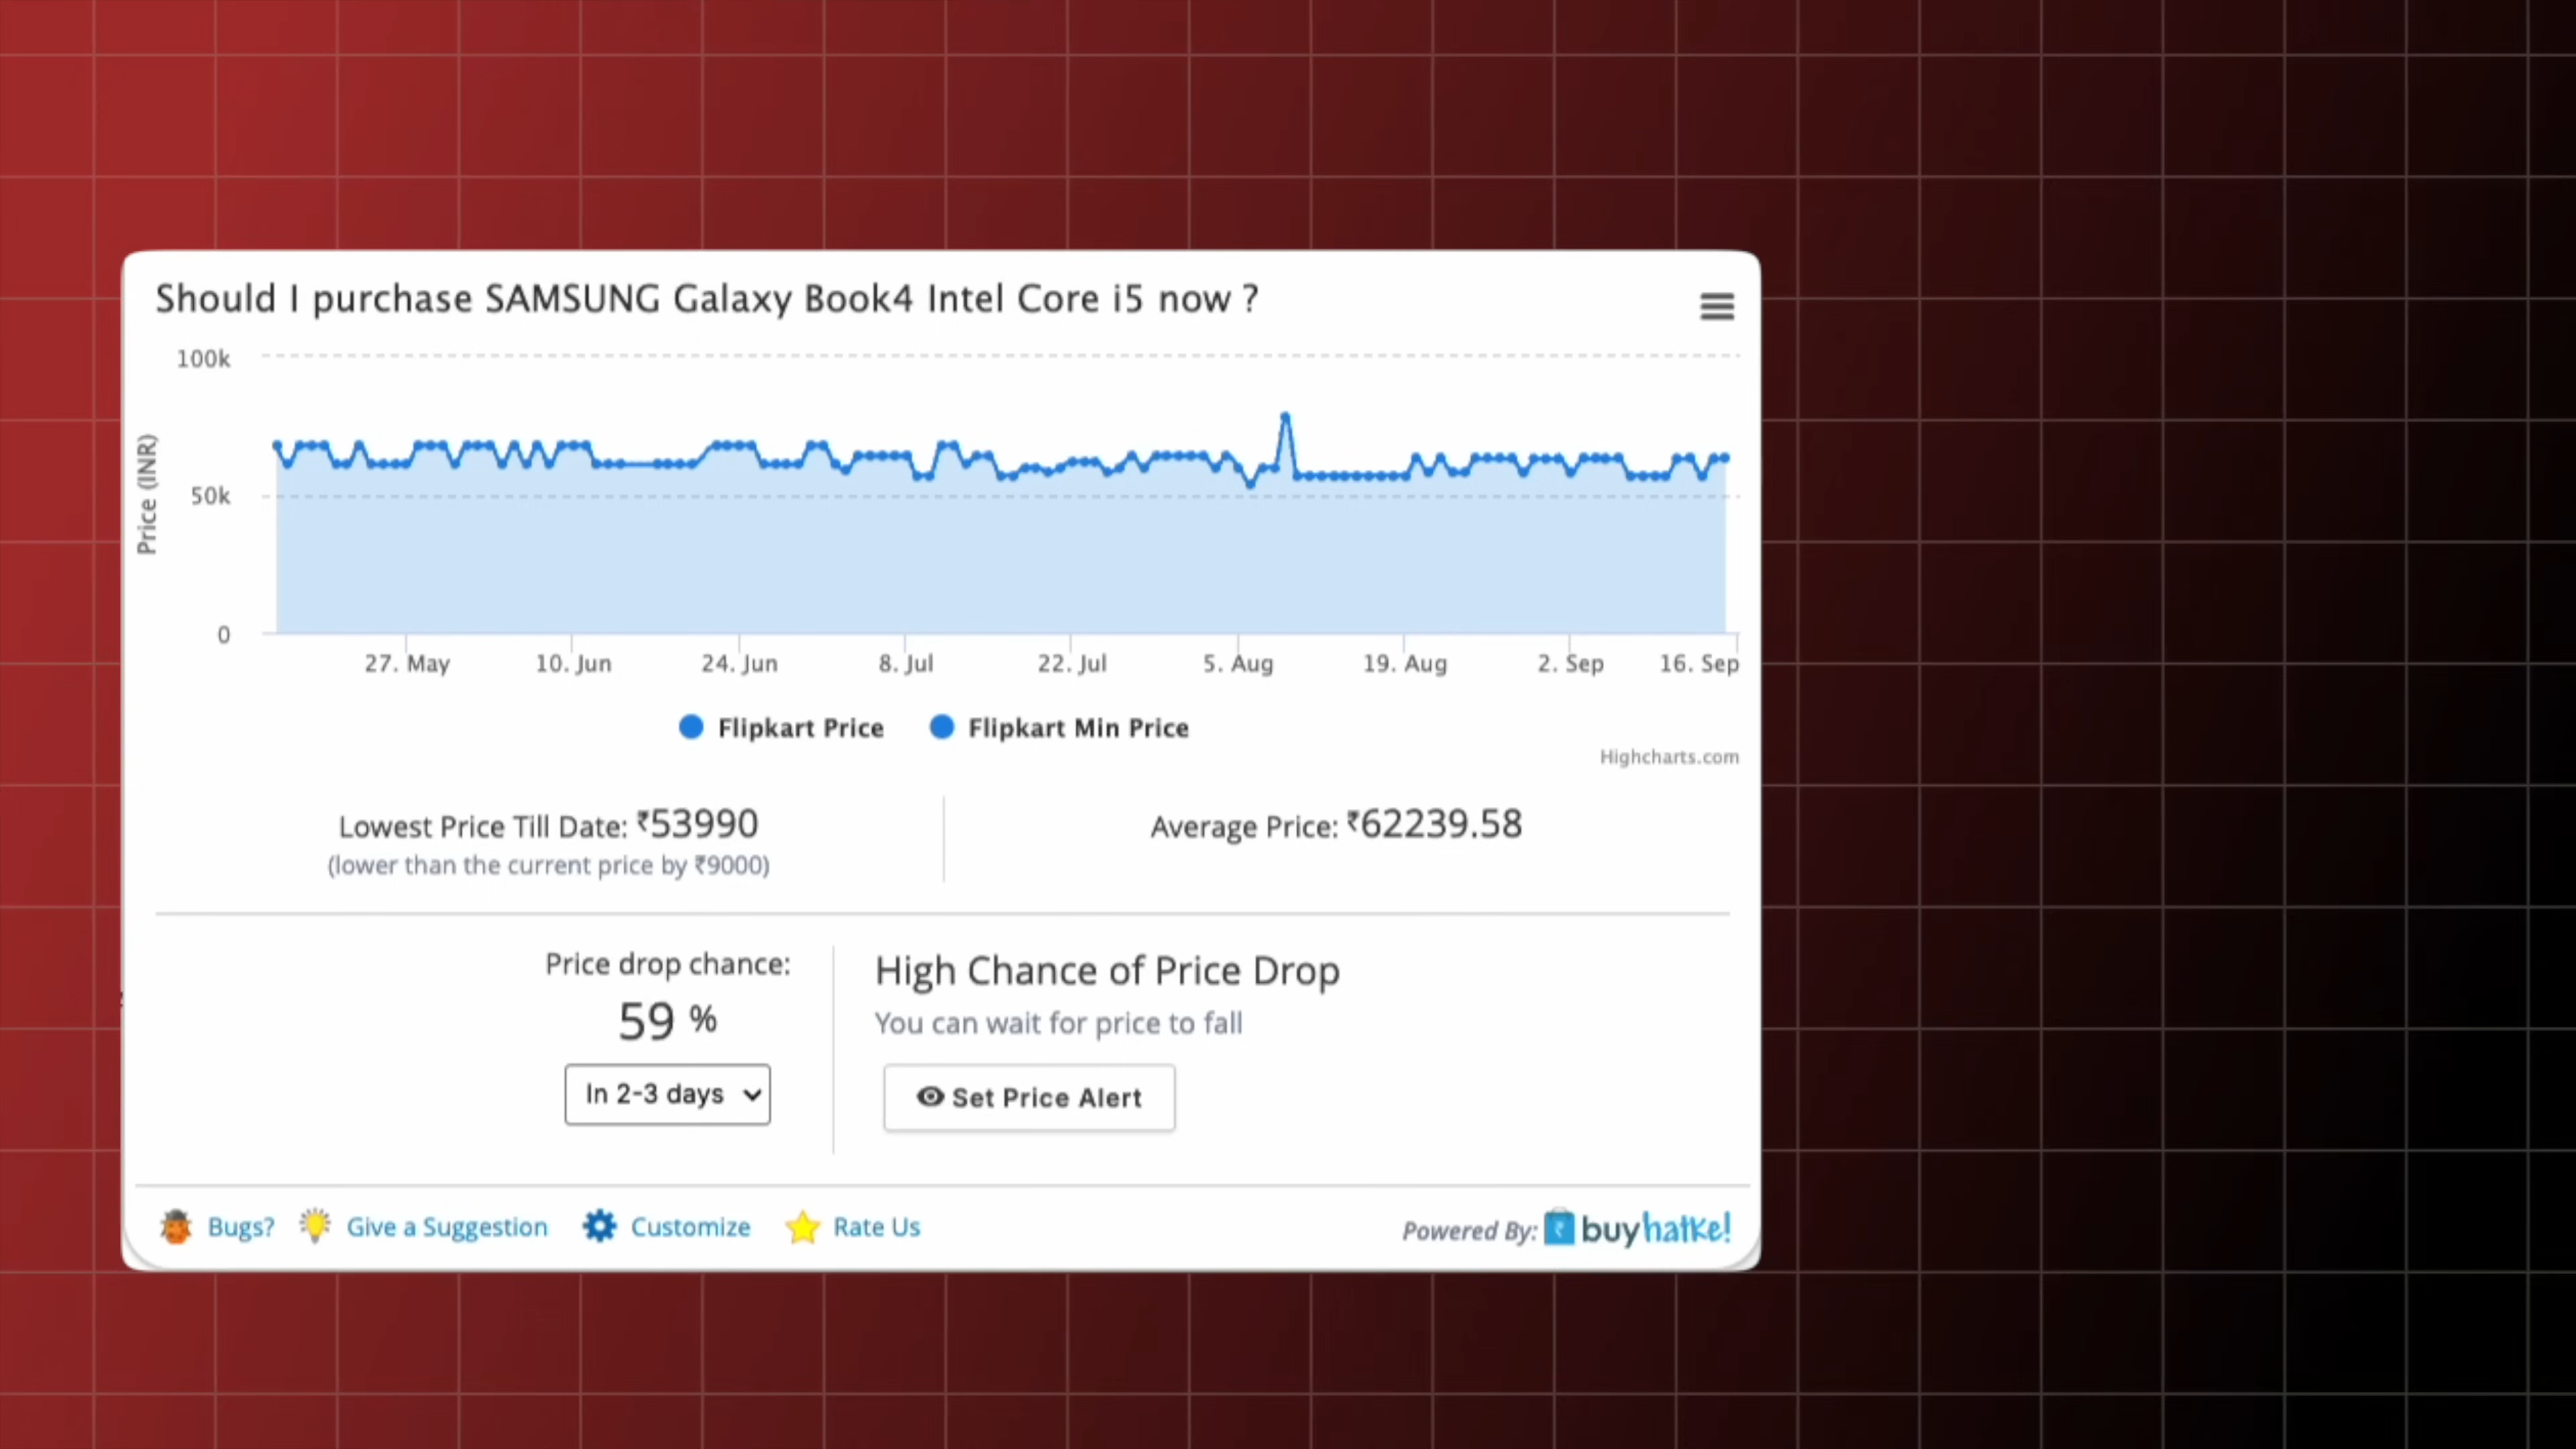 Should I purchase SAMSUNG Galaxy Book4 Intel Core i5 now ?
100k
50k
0
Price (INR)
27. May 10. Jun 24. Jun 8. Jul 22. Jul 5. Aug 19. Aug 2. Sep 16. Sep
Flipkart Price Flipkart Min Price
Highcharts.com
Lowest Price Till Date: ₹53990
(lower than the current price by ₹9000)
Average Price: ₹62239.58
Price drop chance:
59 %
In 2-3 days
High Chance of Price Drop
You can wait for price to fall
Set Price Alert
Bugs? Give a Suggestion Customize Rate Us
Powered By: ₹ buyhatke!